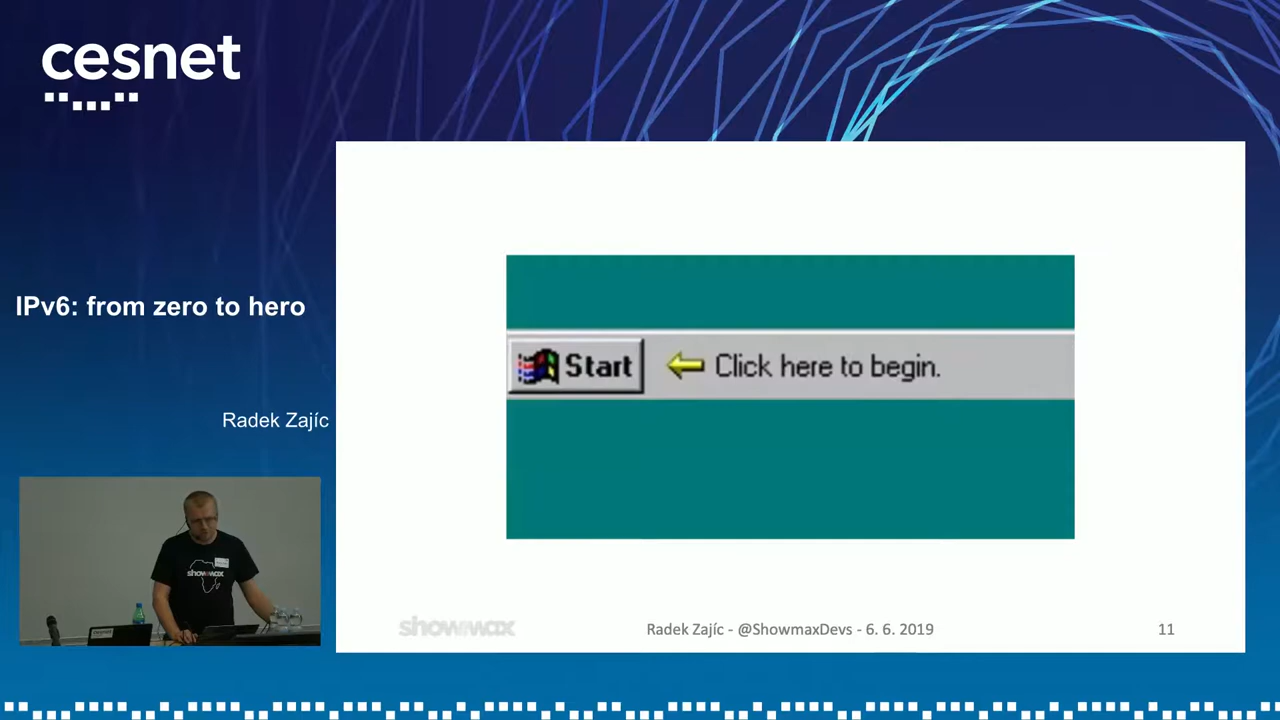 cesnet
IPv6: from zero to hero
Radek Zajíc
Start
Click here to begin.
showmax
showmax
Radek Zajíc - @ShowmaxDevs - 6. 6. 2019
11